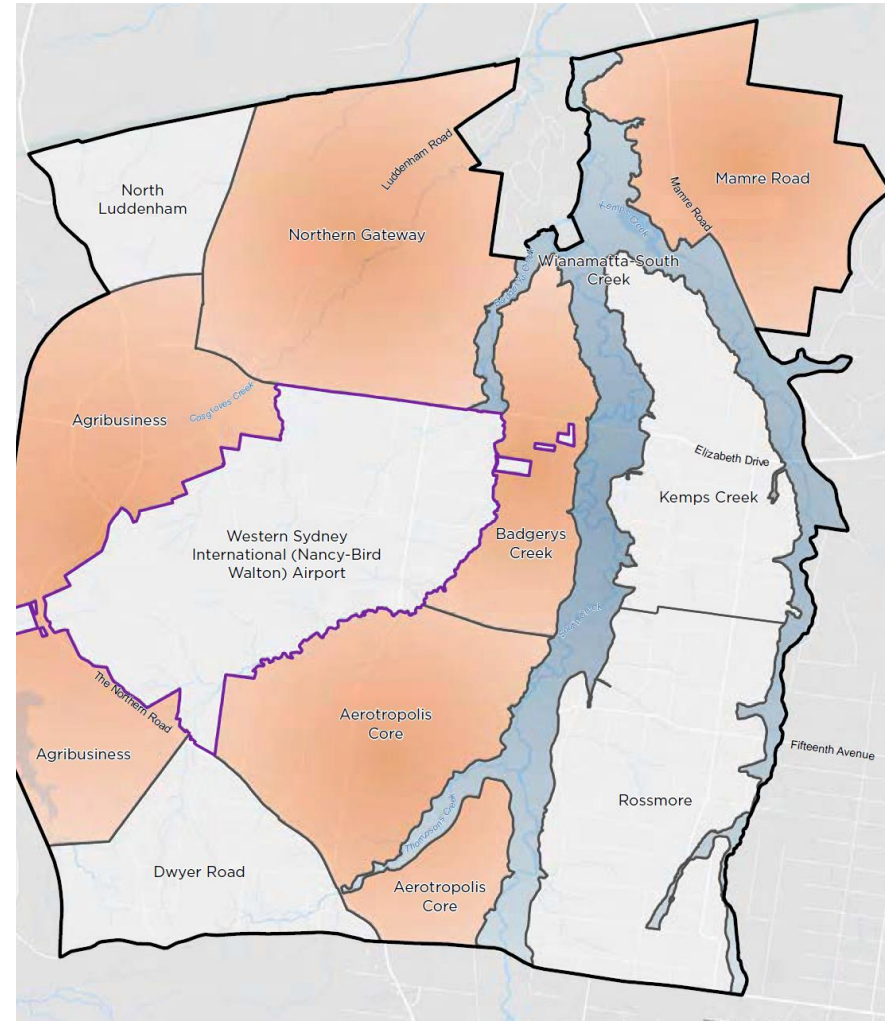 Luddenham Road
North
Luddenham
Mamre Road
Mamre Road
Northern Gateway
Kemps Creek
Wianamatta-South
Creek
Agribusiness
Cosgroves Creek
Elizabeth Drive
Kemps Creek
Western Sydney
International (Nancy-Bird
Walton) Airport
Badgerys
Creek
The Northern Road
Aerotropolis
Core
Agribusiness
Fifteenth Avenue
Rossmore
Thompson's Creek
Dwyer Road
Aerotropolis
Core